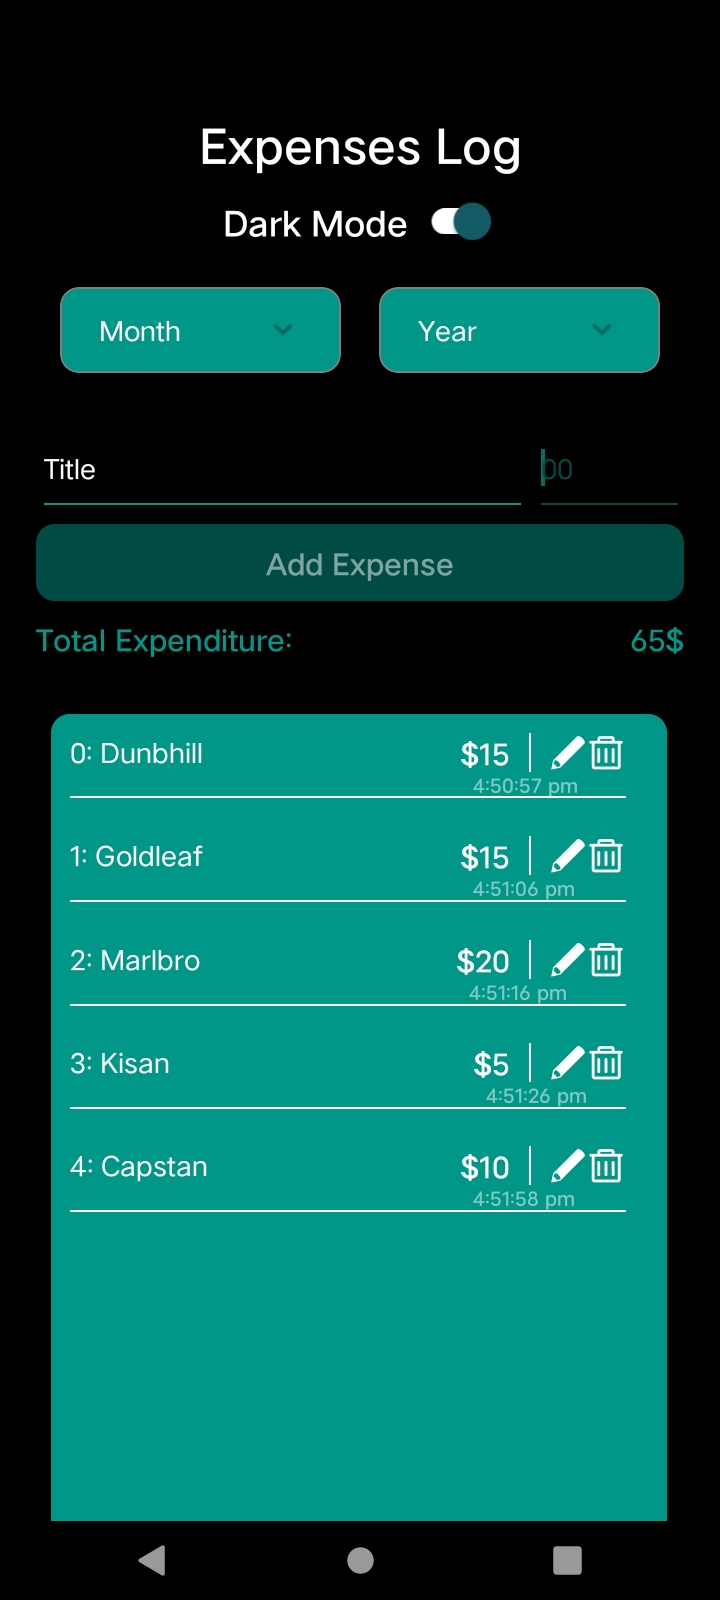 Expenses Log
Dark Mode
Month Year
Title 00
Add Expense
Total Expenditure: 65$
0: Dunbhill $15
4:50:57 pm
1: Goldleaf $15
4:51:06 pm
2: Marlbro $20
4:51:16 pm
3: Kisan $5
4:51:26 pm
4: Capstan $10
4:51:58 pm